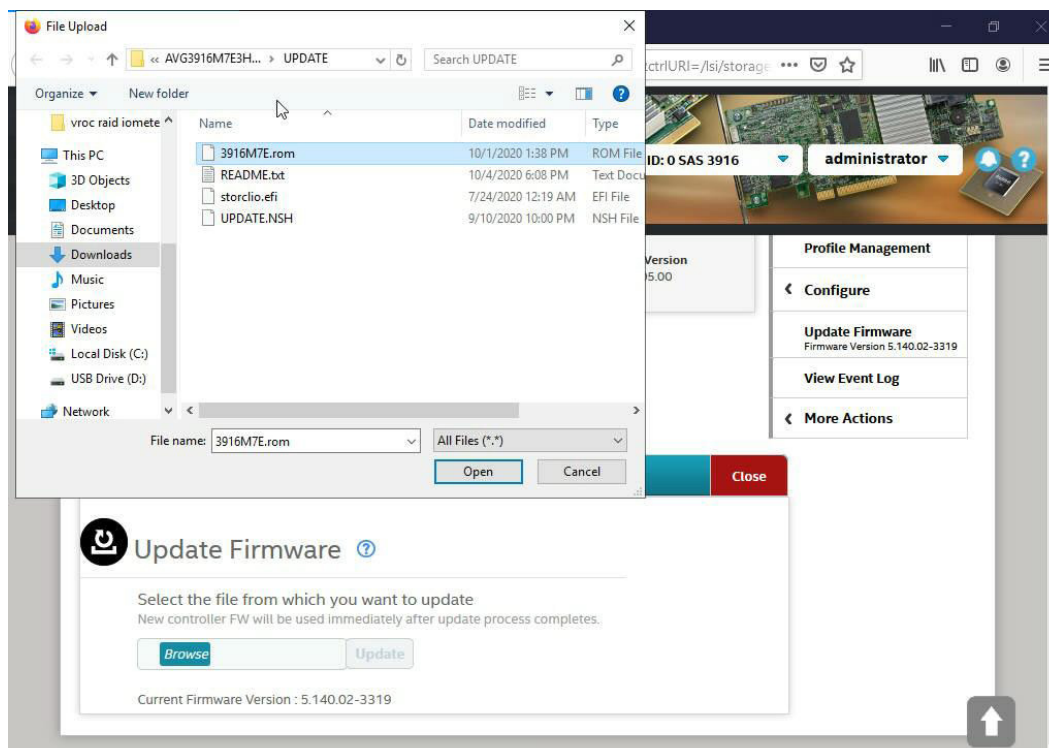 File Upload
« AVG3916M7E3H... › UPDATE
Search UPDATE
Organize
New folder
vroc raid iomete
This PC
3D Objects
Desktop
Documents
Downloads
Music
Pictures
Videos
Local Disk (C:)
USB Drive (D:)
Network
Name Date modified Type
3916M7E.rom 10/1/2020 1:38 PM ROM File
README.txt 10/4/2020 6:08 PM Text Docu
storclio.efi 7/24/2020 12:19 AM EFI File
UPDATE.NSH 9/10/2020 10:00 PM NSH File
File name: 3916M7E.rom
All Files (*.*)
Open Cancel
ctrlURI=/lsi/storage
ID: 0 SAS 3916
administrator
Version
05.00
Profile Management
Configure
Update Firmware
Firmware Version 5.140.02-3319
View Event Log
More Actions
Close
Update Firmware
Select the file from which you want to update
New controller FW will be used immediately after update process completes.
Browse Update
Current Firmware Version : 5.140.02-3319